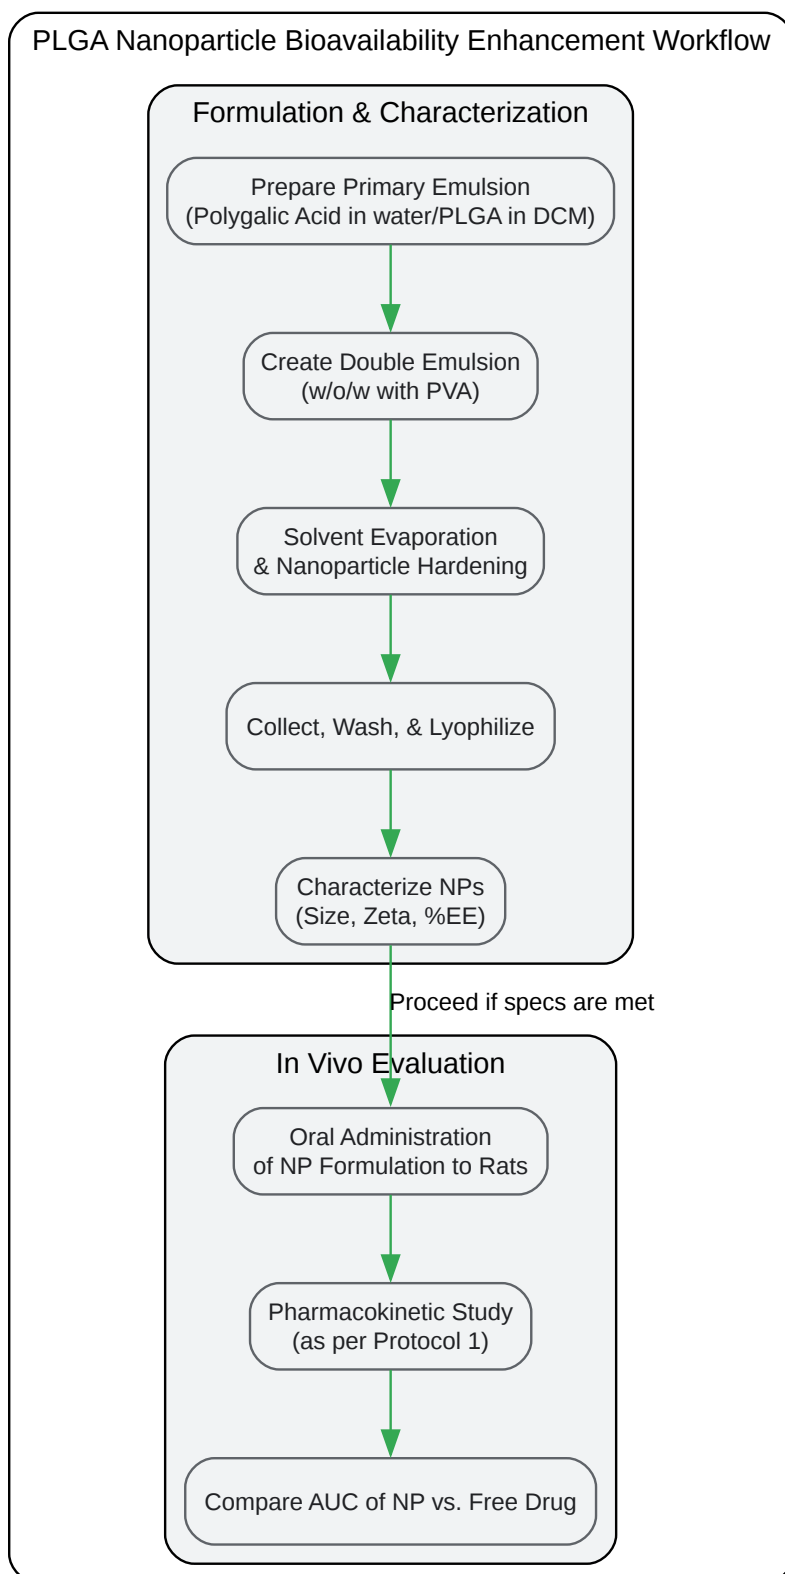 PLGA Nanoparticle Bioavailability Enhancement Workflow
Formulation & Characterization
Prepare Primary Emulsion
(Polygalic Acid in water/PLGA in DCM)
Create Double Emulsion
(w/o/w with PVA)
Solvent Evaporation
& Nanoparticle Hardening
Collect, Wash, & Lyophilize
Characterize NPs
(Size, Zeta, %EE)
Proceed if specs are met
In Vivo Evaluation
Oral Administration
of NP Formulation to Rats
Pharmacokinetic Study
(as per Protocol 1)
Compare AUC of NP vs. Free Drug